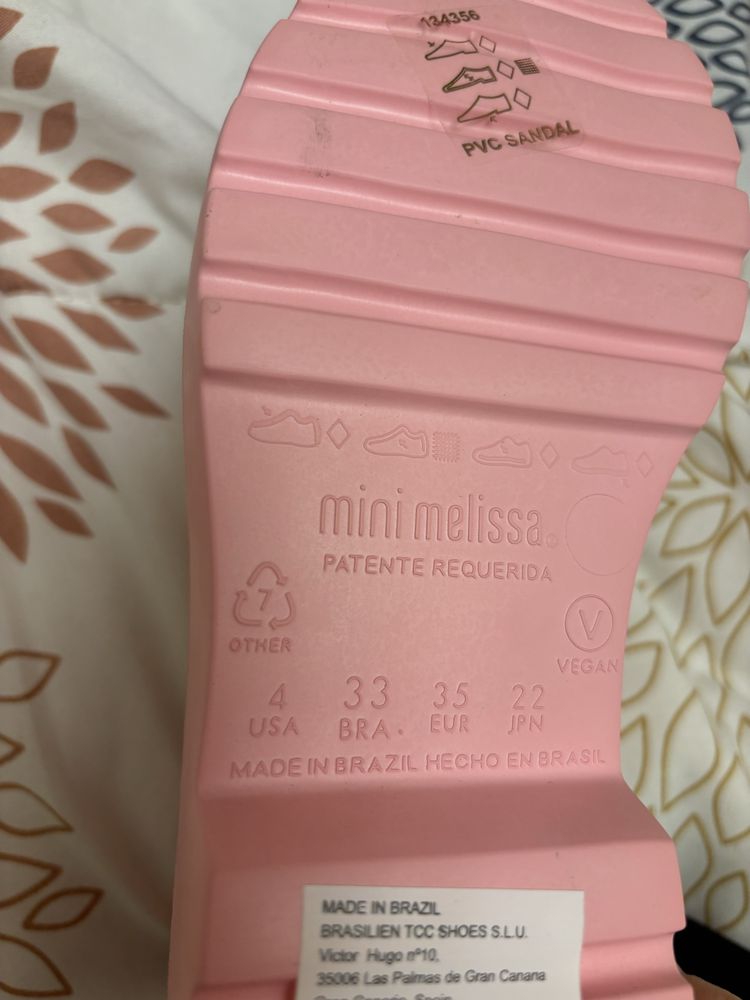 134356
PVC SANDAL
mini melissa®
PATENTE REQUERIDA
7
OTHER
V
VEGAN
4 33 35 22
USA BRA. EUR JPN
MADE IN BRAZIL HECHO EN BRASIL
MADE IN BRAZIL
BRASILIEN TCC SHOES S.L.U.
Victor Hugo nº10,
35006 Las Palmas de Gran Canana
Spein